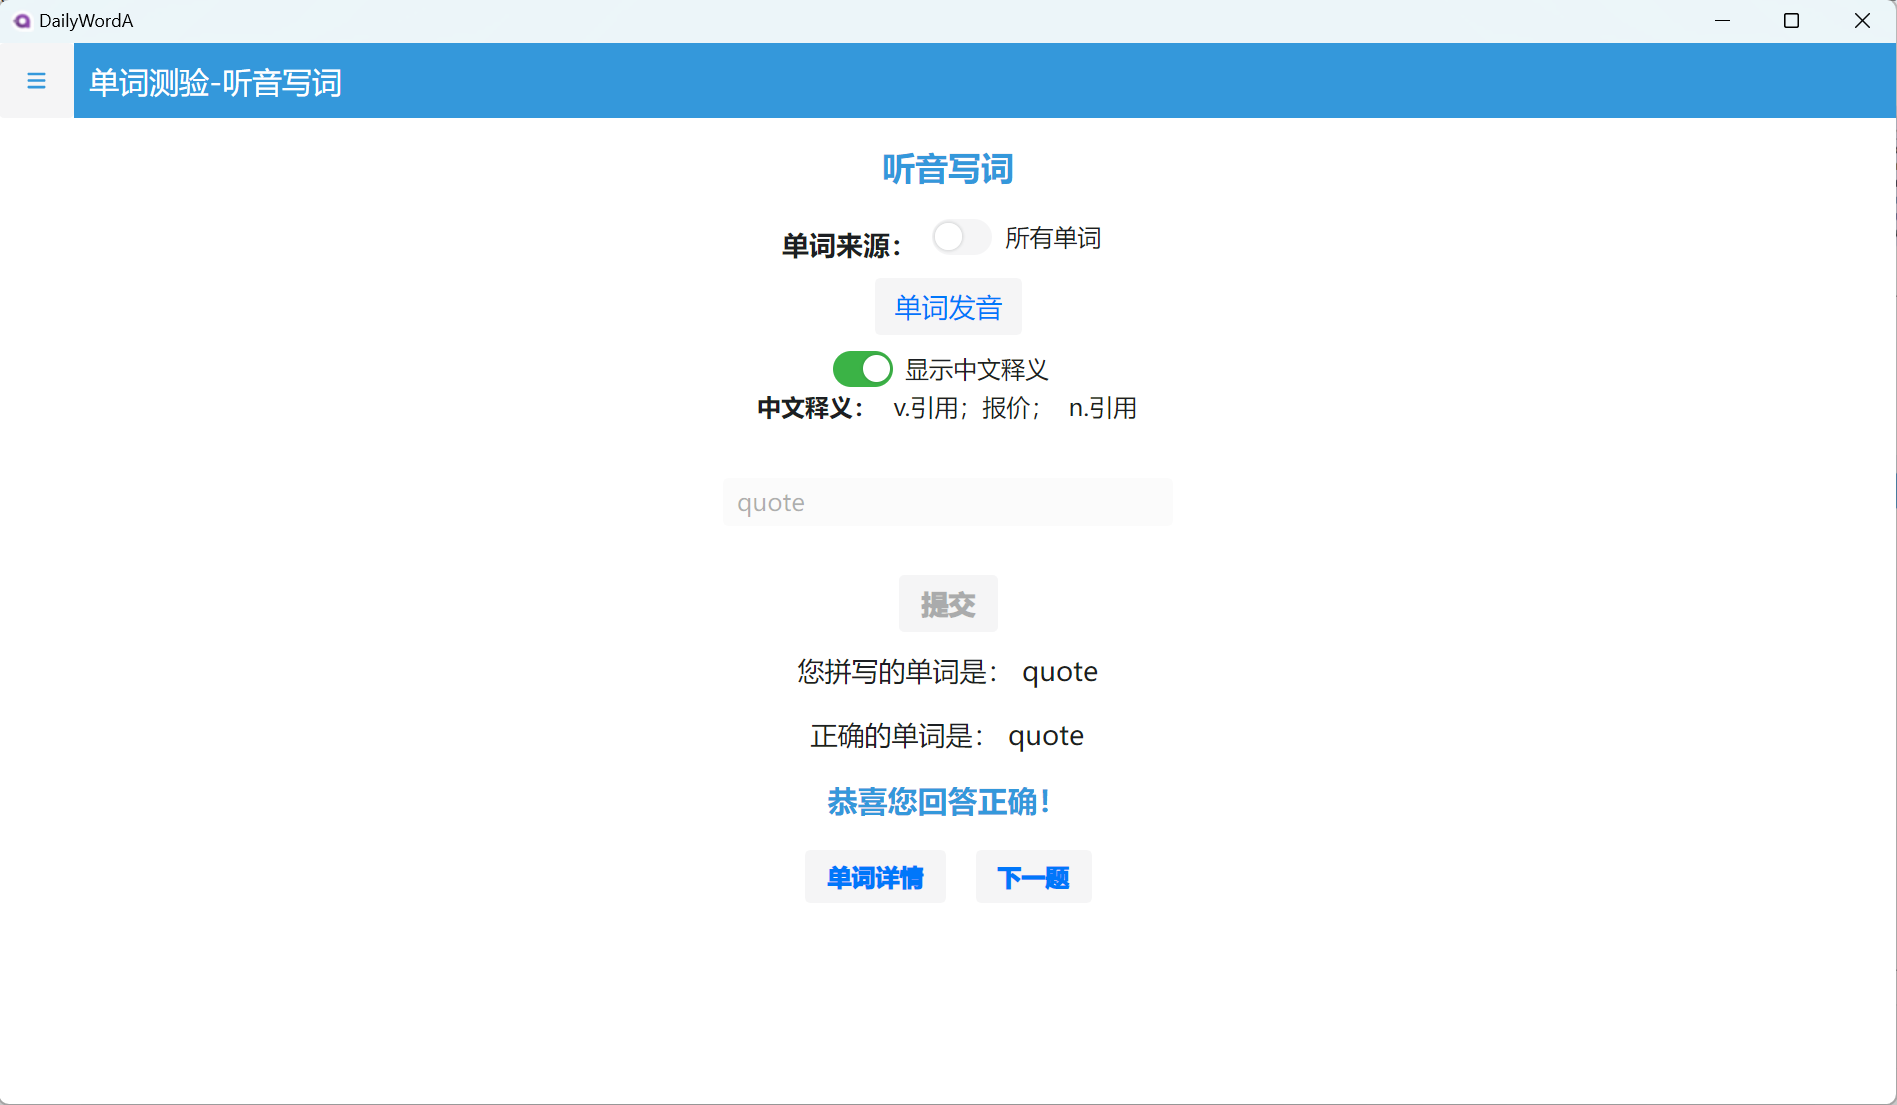 DailyWordA
单词测验-听音写词
听音写词
单词来源： 所有单词
单词发音
显示中文释义
中文释义： v.引用；报价； n.引用
quote
提交
您拼写的单词是： quote
正确的单词是： quote
恭喜您回答正确！
单词详情 下一题